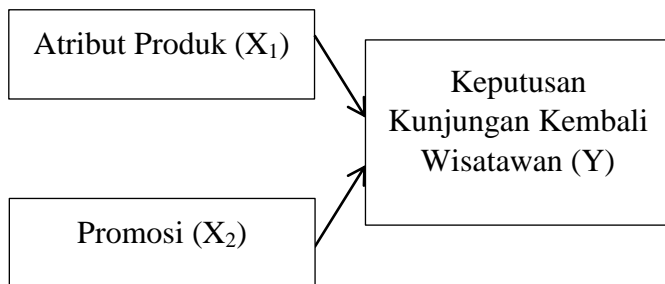 Atribut Produk (X₁)
Keputusan
Kunjungan Kembali
Wisatawan (Y)
Promosi (X₂)